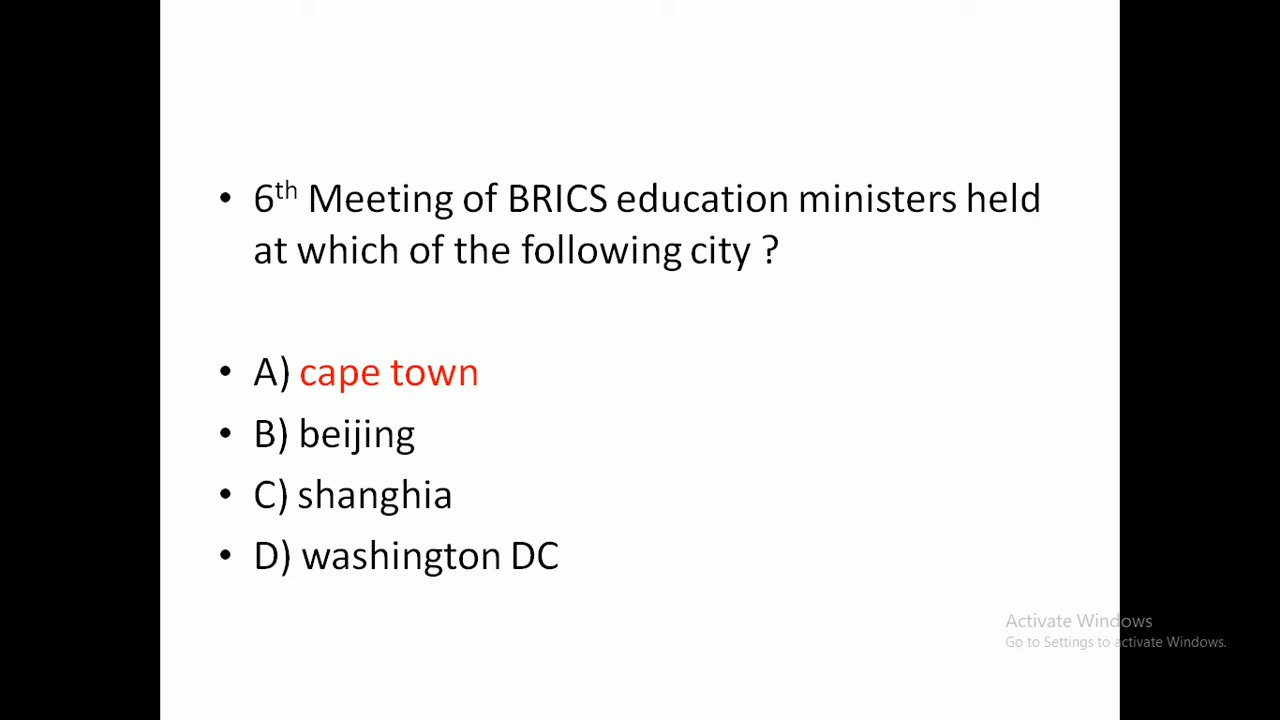 • 6th Meeting of BRICS education ministers held
at which of the following city ?
• A) cape town
• B) beijing
• C) shanghia
• D) washington DC
Activate Windows
Go to Settings to activate Windows.